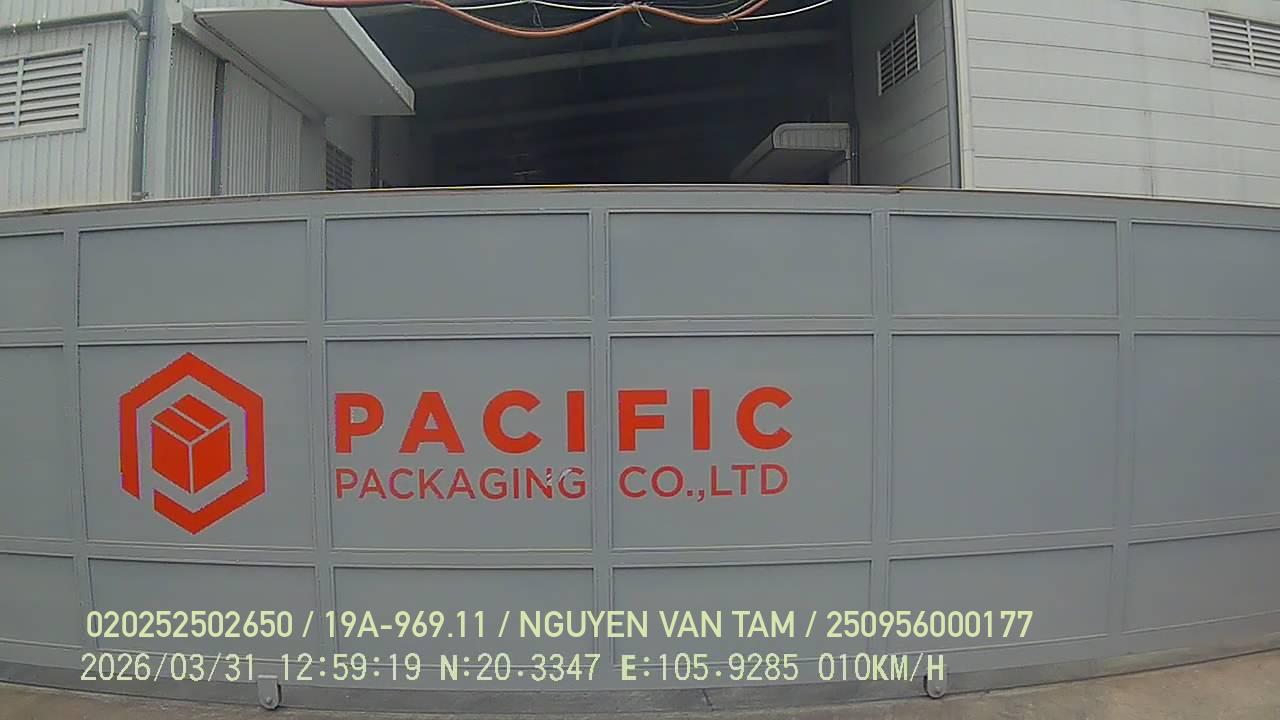 PACIFIC
PACKAGING CO.,LTD
020252502650 / 19A-969.11 / NGUYEN VAN TAM / 250956000177
2026/03/31 12:59:19 N:20.3347 E:105.9285 010KM/H